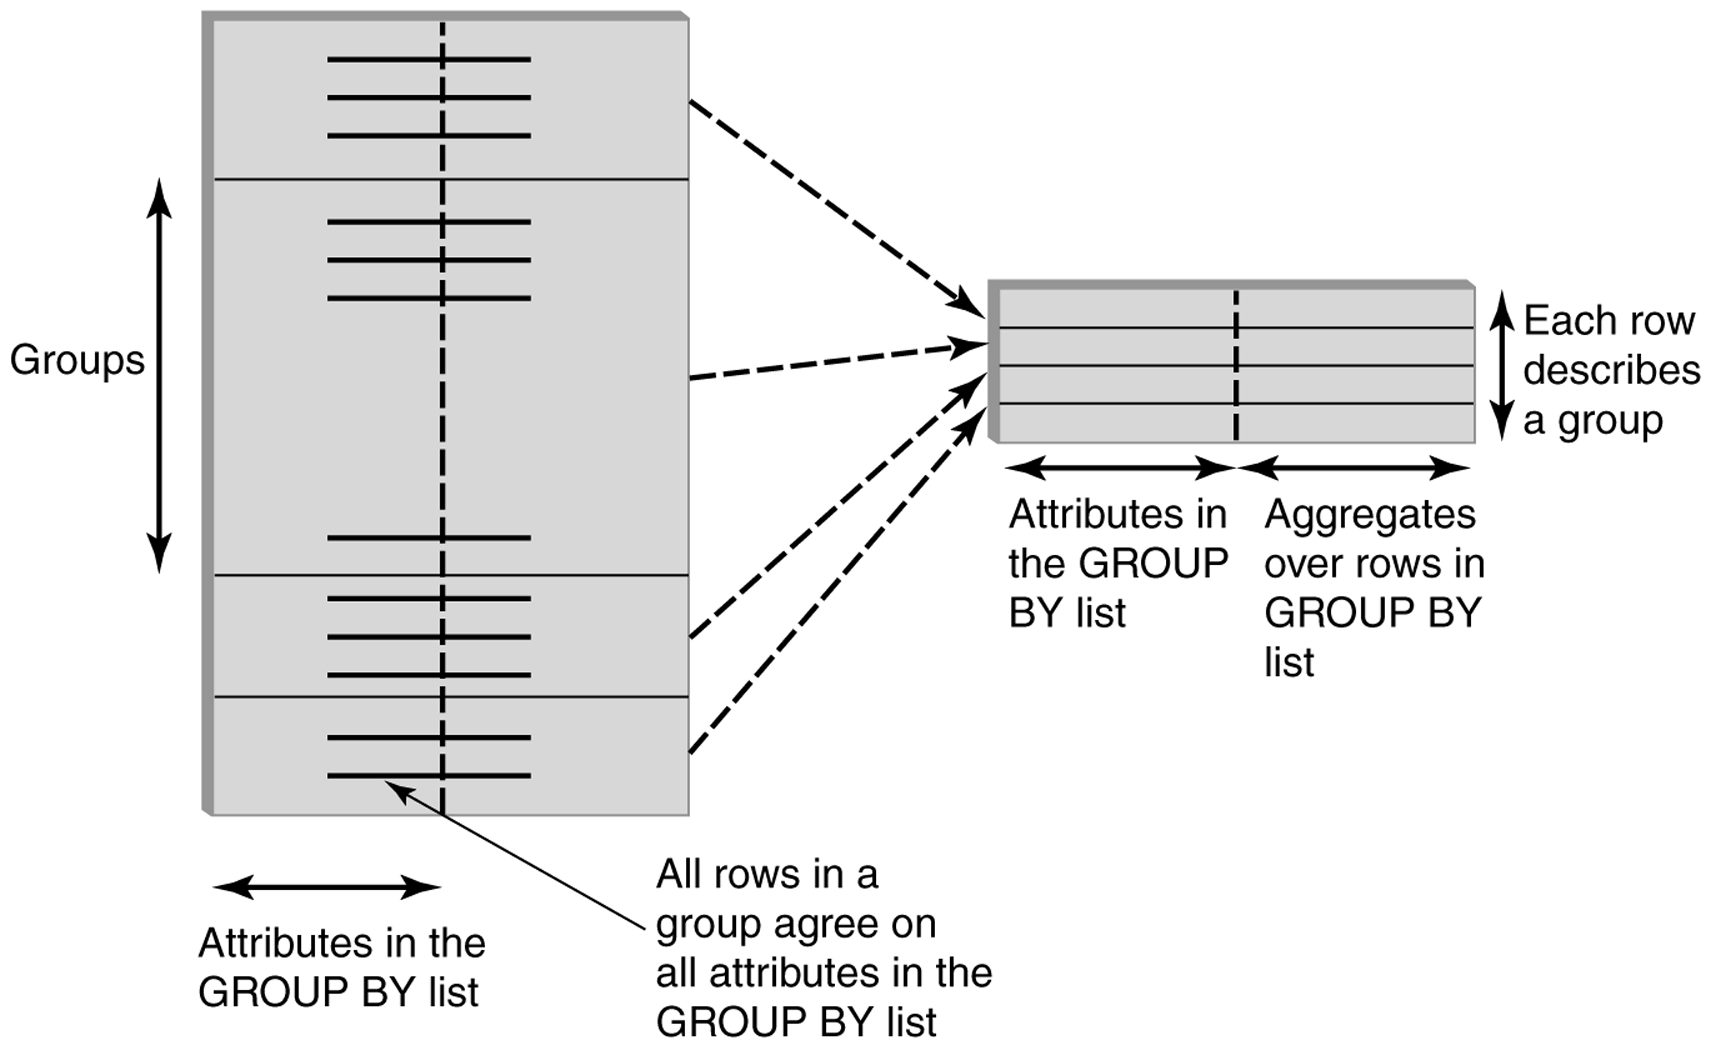 Groups
Each row
describes
a group
Attributes in
the GROUP
BY list
Aggregates
over rows in
GROUP BY
list
Attributes in the
GROUP BY list
All rows in a
group agree on
all attributes in the
GROUP BY list